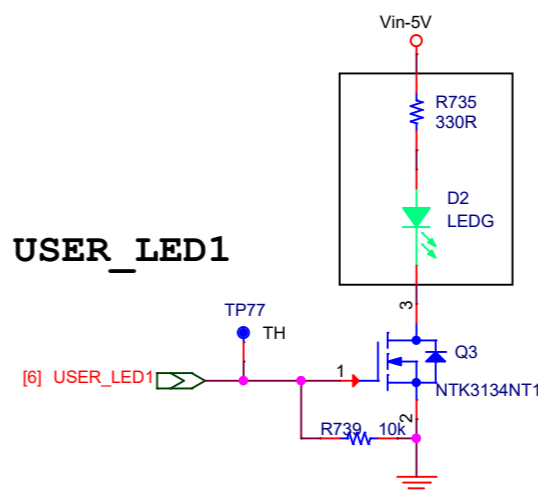 Vin-5V
R735
330R
D2
LEDG
USER_LED1
TP77
TH
3
[6] USER_LED1
1
Q3
NTK3134NT1
2
R739 10k